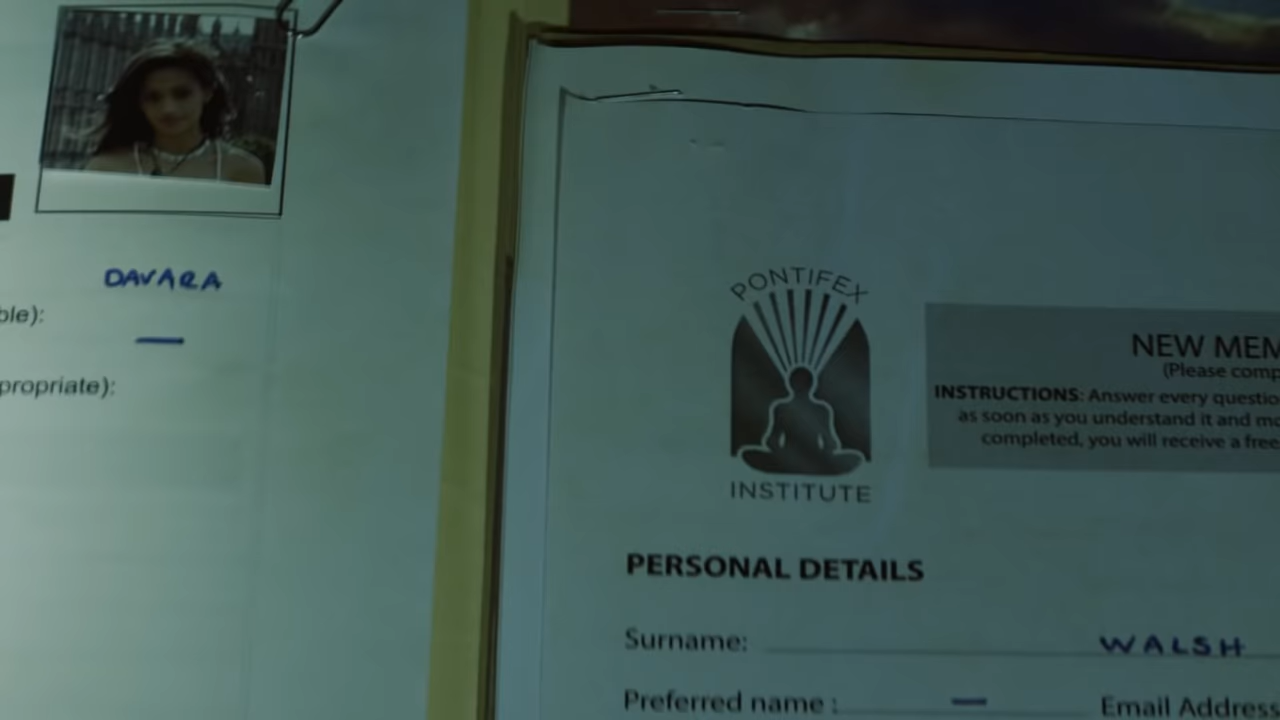 DAVARA
ble):
—
propriate):
PONTIFEX
INSTITUTE
NEW MEM
(Please comp
INSTRUCTIONS: Answer every questio
as soon as you understand it and mo
completed, you will receive a free
PERSONAL DETAILS
Surname: WALSH
Preferred name : — Email Address